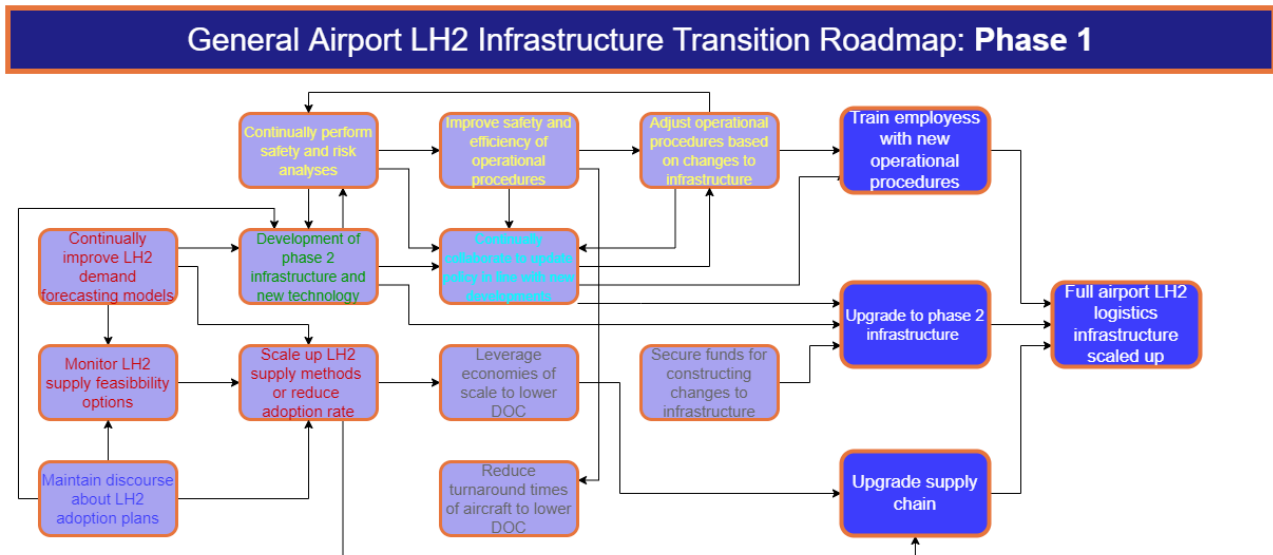 General Airport LH2 Infrastructure Transition Roadmap: Phase 1
Continually perform
safety and risk
analyses
Improve safety and
efficiency of
operational
procedures
Adjust operational
procedures based
on changes to
infrastructure
Train employess
with new
operational
procedures
Continually
improve LH2
demand
forecasting models
Development of
phase 2
infrastructure and
new technology
Continually
collaborate to update
policy in line with new
developments
Upgrade to phase 2
infrastructure
Full airport LH2
logistics
infrastructure
scaled up
Monitor LH2
supply feasibbility
options
Scale up LH2
supply methods
or reduce
adoption rate
Leverage
economies of
scale to lower
DOC
Secure funds for
constructing
changes to
infrastructure
Maintain discourse
about LH2
adoption plans
Reduce
turnaround times
of aircraft to lower
DOC
Upgrade supply
chain